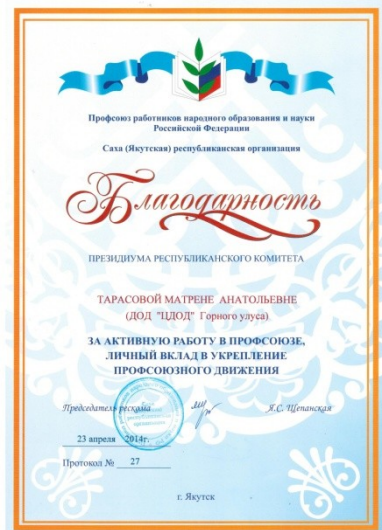 Профсоюз работников народного образования и науки
Российской Федерации
Саха (Якутская) республиканская организация
Благодарность
ПРЕЗИДИУМА РЕСПУБЛИКАНСКОГО КОМИТЕТА
ТАРАСОВОЙ МАТРЕНЕ АНАТОЛЬЕВНЕ
(ДОД "ЦДОД" Горного улуса)
ЗА АКТИВНУЮ РАБОТУ В ПРОФСОЮЗЕ,
ЛИЧНЫЙ ВКЛАД В УКРЕПЛЕНИЕ
ПРОФСОЮЗНОГО ДВИЖЕНИЯ
Председатель рескома Я.С. Щепанская
23 апреля 2014г.
Протокол № 27
г. Якутск